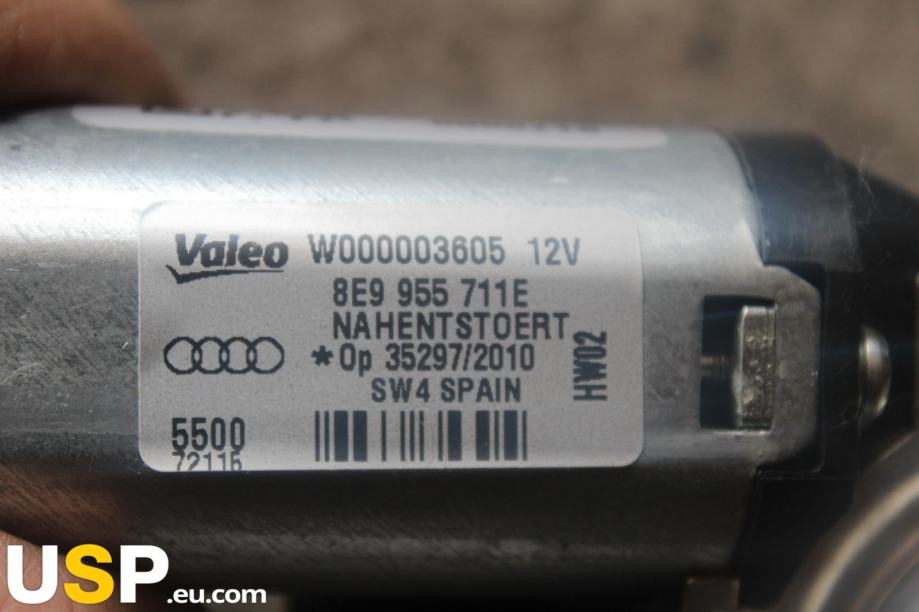 Valeo W000003605 12V
8E9 955 711E
NAHENTSTOERT
*Op 35297/2010
SW4 SPAIN
HW02
5500
72116
USP.eu.com